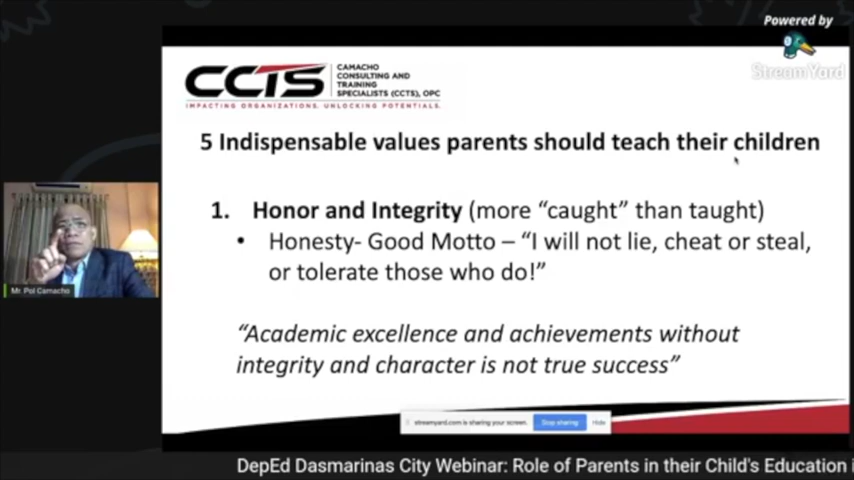 Powered by
StreamYard
CCTS
CAMACHO
CONSULTING AND
TRAINING
SPECIALISTS (CCTS), OPC
IMPACTING ORGANIZATIONS. UNLOCKING POTENTIALS.
5 Indispensable values parents should teach their children
1. Honor and Integrity (more “caught” than taught)
• Honesty- Good Motto – “I will not lie, cheat or steal,
or tolerate those who do!”
“Academic excellence and achievements without
integrity and character is not true success”
Mr. Pol Camacho
streamyard.com is sharing your screen. Stop sharing Hide
DepEd Dasmarinas City Webinar: Role of Parents in their Child's Education i